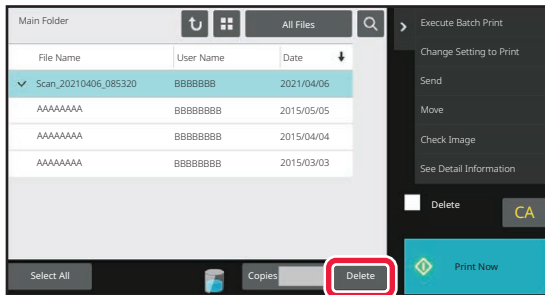 Main Folder
All Files
File Name User Name Date
Scan_20210406_085320 BBBBBBB 2021/04/06
AAAAAAAA BBBBBBBB 2015/05/05
AAAAAAAA BBBBBBBB 2015/04/04
AAAAAAAA BBBBBBBB 2015/03/03
Select All
Copies
Delete
Execute Batch Print
Change Setting to Print
Send
Move
Check Image
See Detail Information
Delete
CA
Print Now